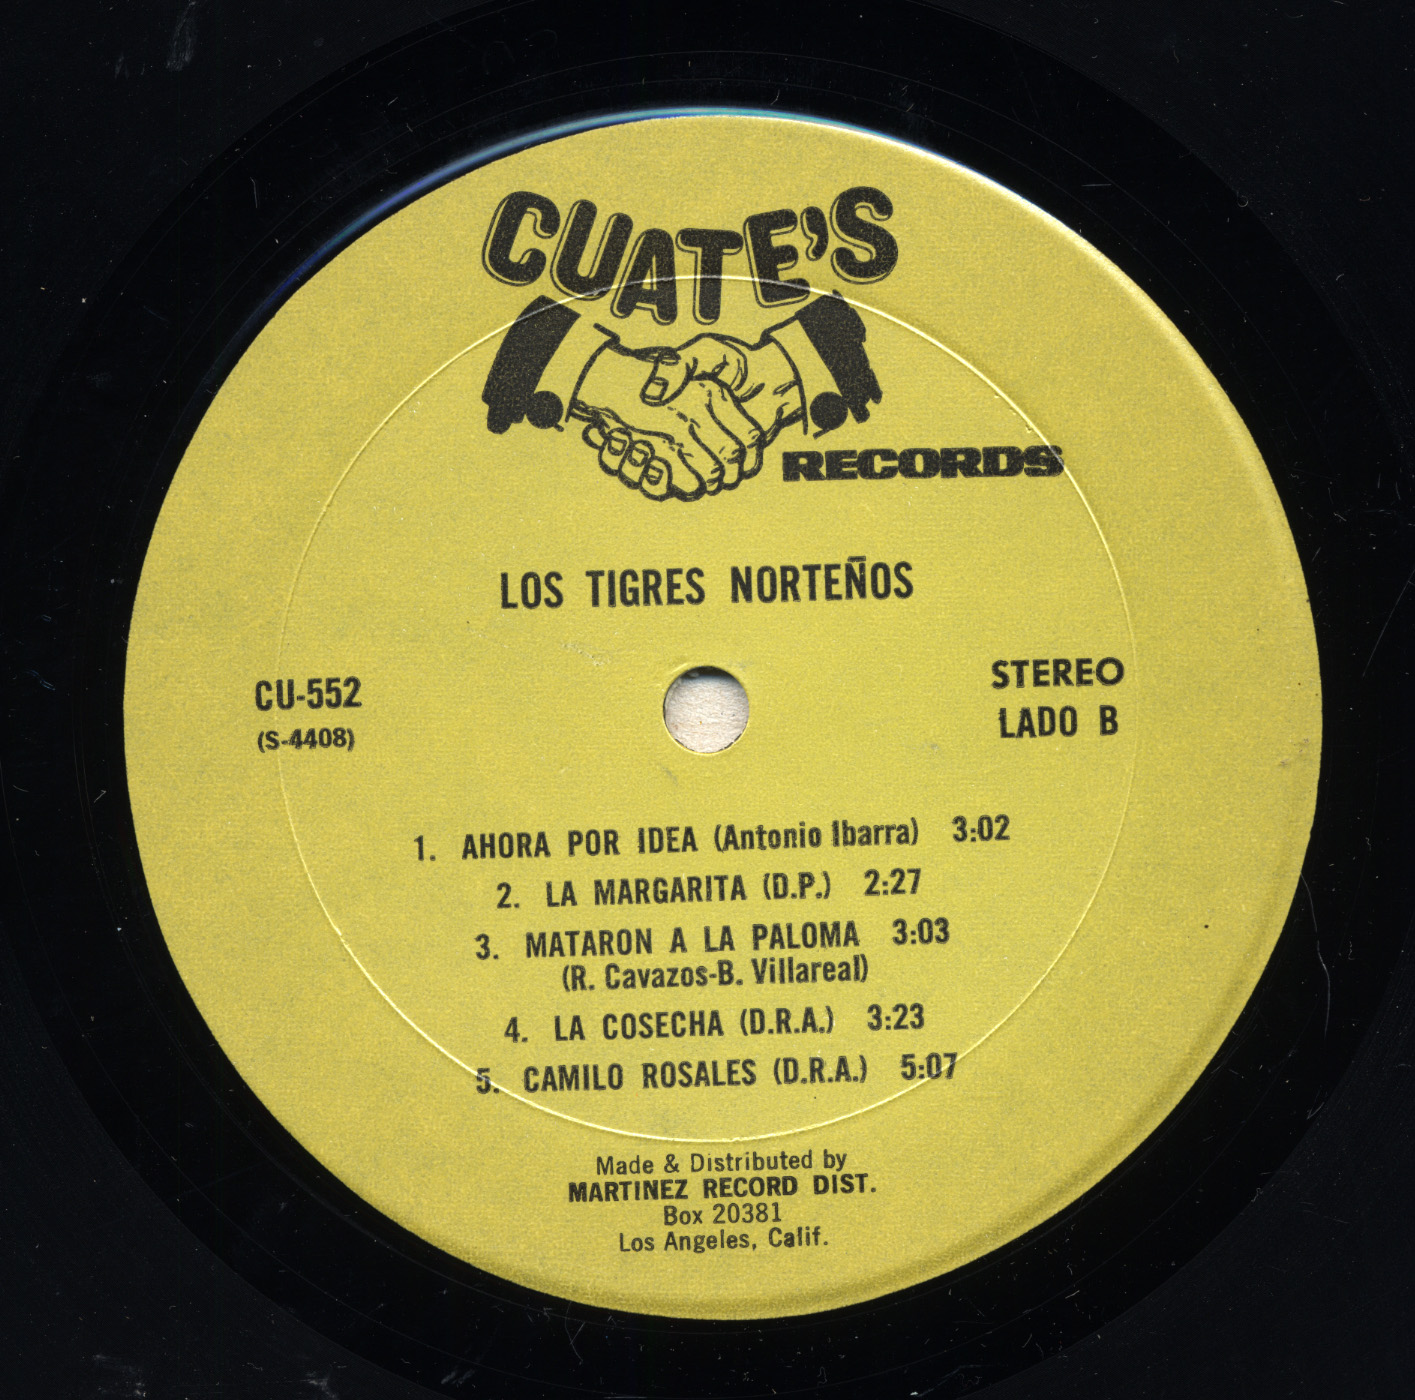 CUATE'S
RECORDS
LOS TIGRES NORTEÑOS
CU-552
(S-4408)
STEREO
LADO B
1. AHORA POR IDEA (Antonio Ibarra) 3:02
2. LA MARGARITA (D.P.) 2:27
3. MATARON A LA PALOMA 3:03
(R. Cavazos-B. Villareal)
4. LA COSECHA (D.R.A.) 3:23
5. CAMILO ROSALES (D.R.A.) 5:07
Made & Distributed by
MARTINEZ RECORD DIST.
Box 20381
Los Angeles, Calif.